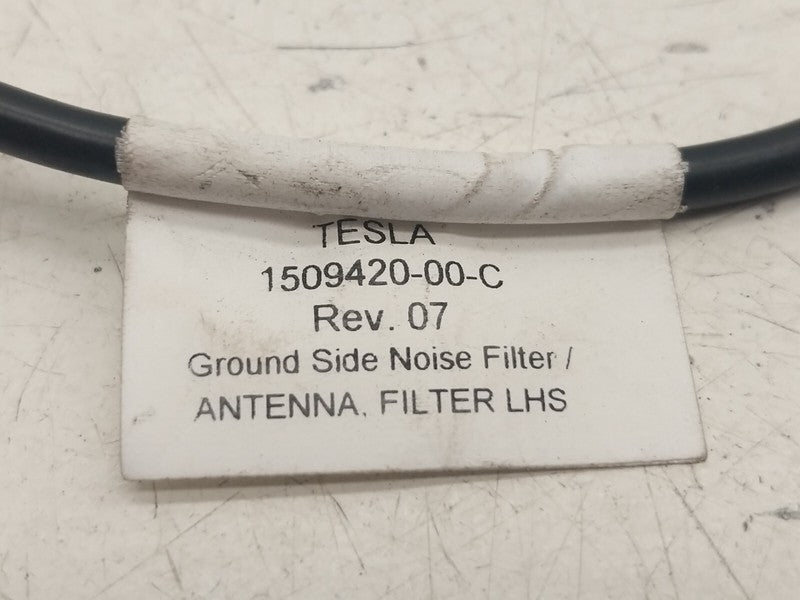 TESLA
1509420-00-C
Rev. 07
Ground Side Noise Filter /
ANTENNA, FILTER LHS